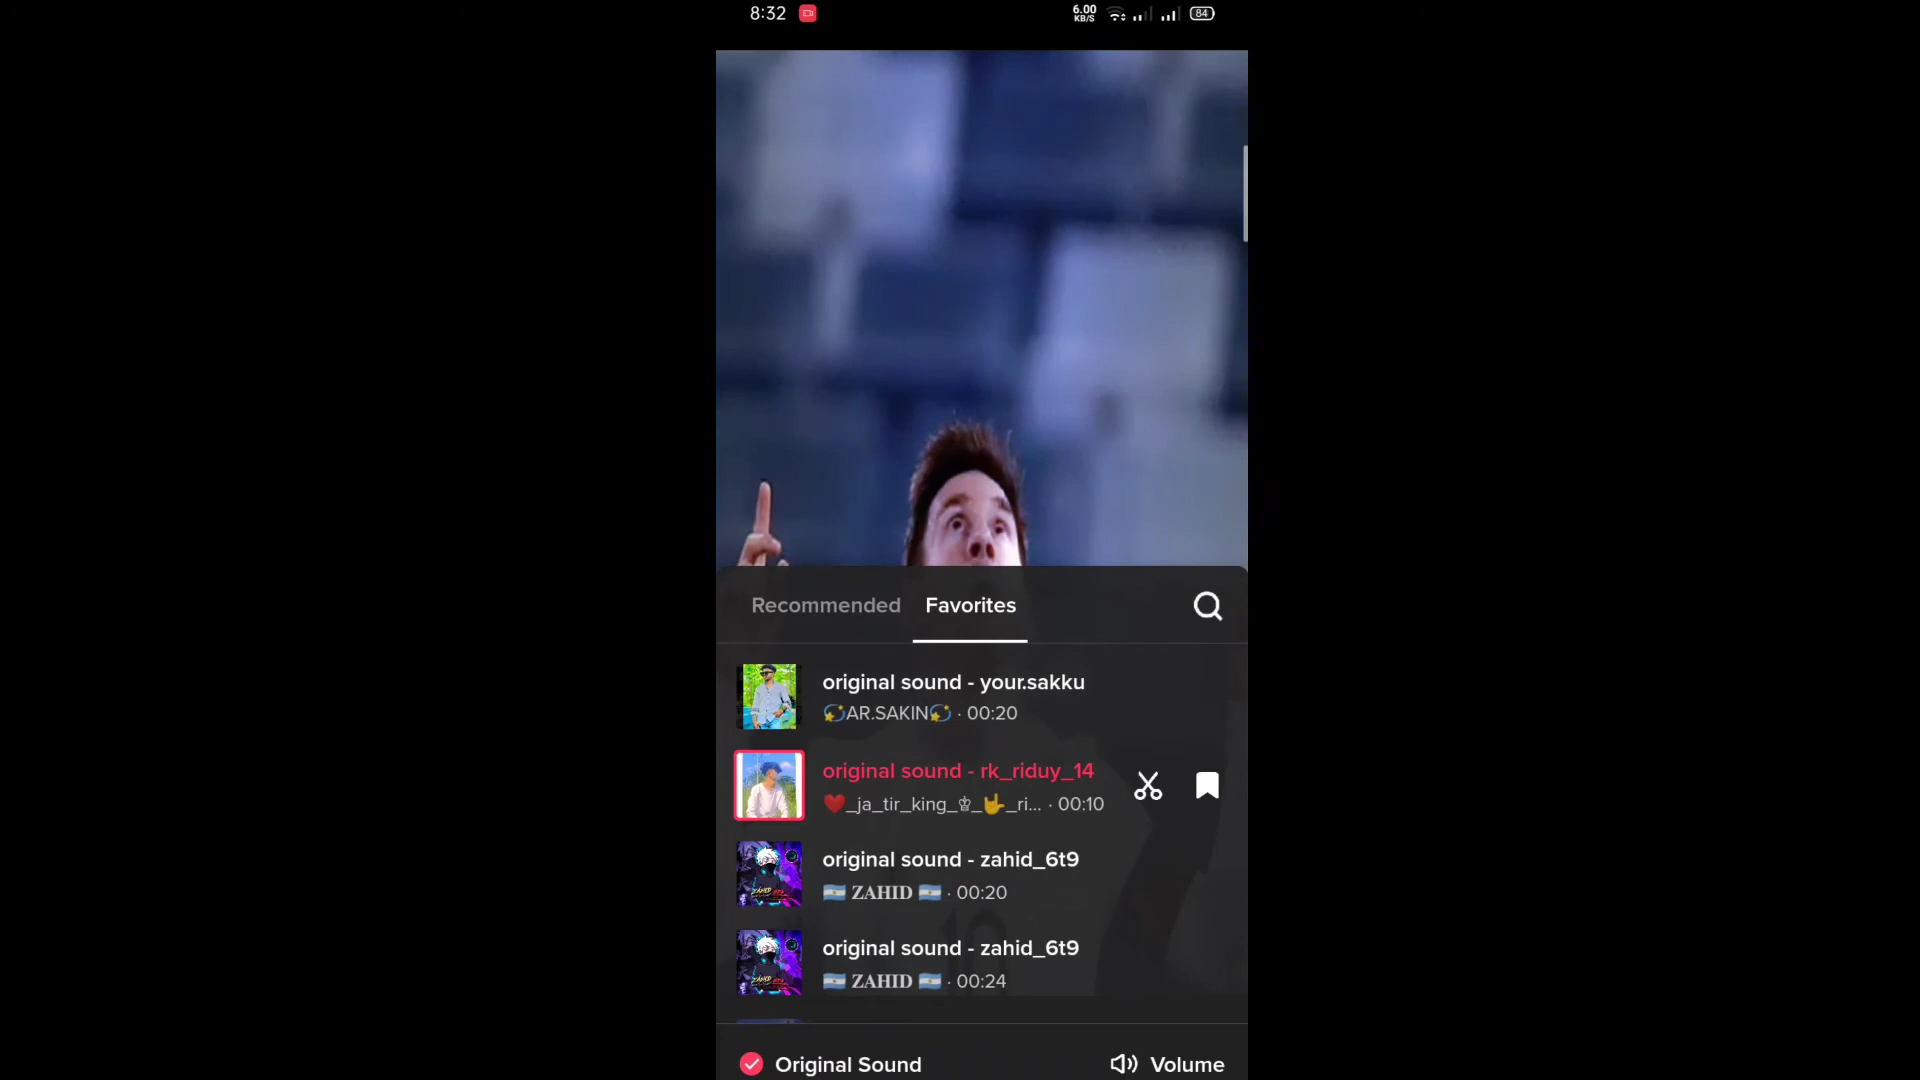 8:32
6.00
KB/S
84
Recommended
Favorites
original sound - your.sakku
💫AR.SAKIN💫 · 00:20
original sound - rk_riduy_14
❤️_ja_tir_king_♔_🤟_ri... · 00:10
original sound - zahid_6t9
🇦🇷 𝐙𝐀𝐇𝐈𝐃 🇦🇷 · 00:20
original sound - zahid_6t9
🇦🇷 𝐙𝐀𝐇𝐈𝐃 🇦🇷 · 00:24
10
Original Sound
Volume